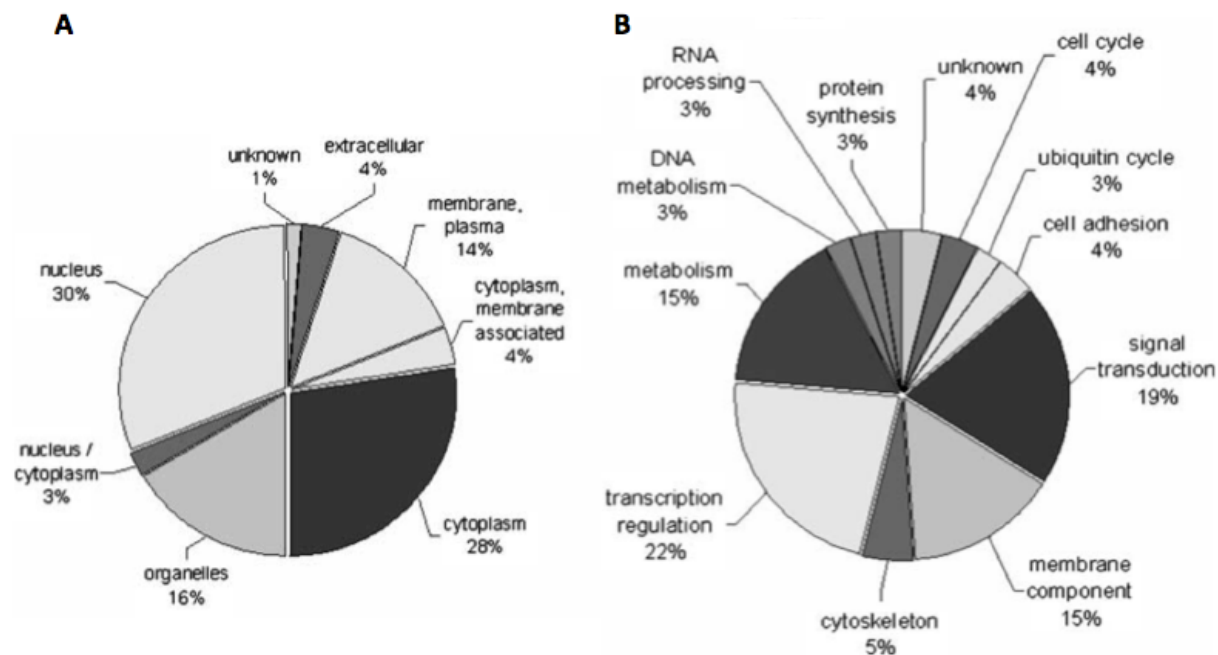 A
unknown
1%
extracellular
4%
membrane,
plasma
14%
cytoplasm,
membrane
associated
4%
cytoplasm
28%
organelles
16%
nucleus /
cytoplasm
3%
nucleus
30%
B
unknown
4%
cell cycle
4%
ubiquitin cycle
3%
cell adhesion
4%
signal
transduction
19%
membrane
component
15%
cytoskeleton
5%
transcription
regulation
22%
metabolism
15%
DNA
metabolism
3%
RNA
processing
3%
protein
synthesis
3%